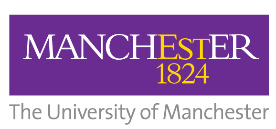 MANCHEStER
1824
The University of Manchester